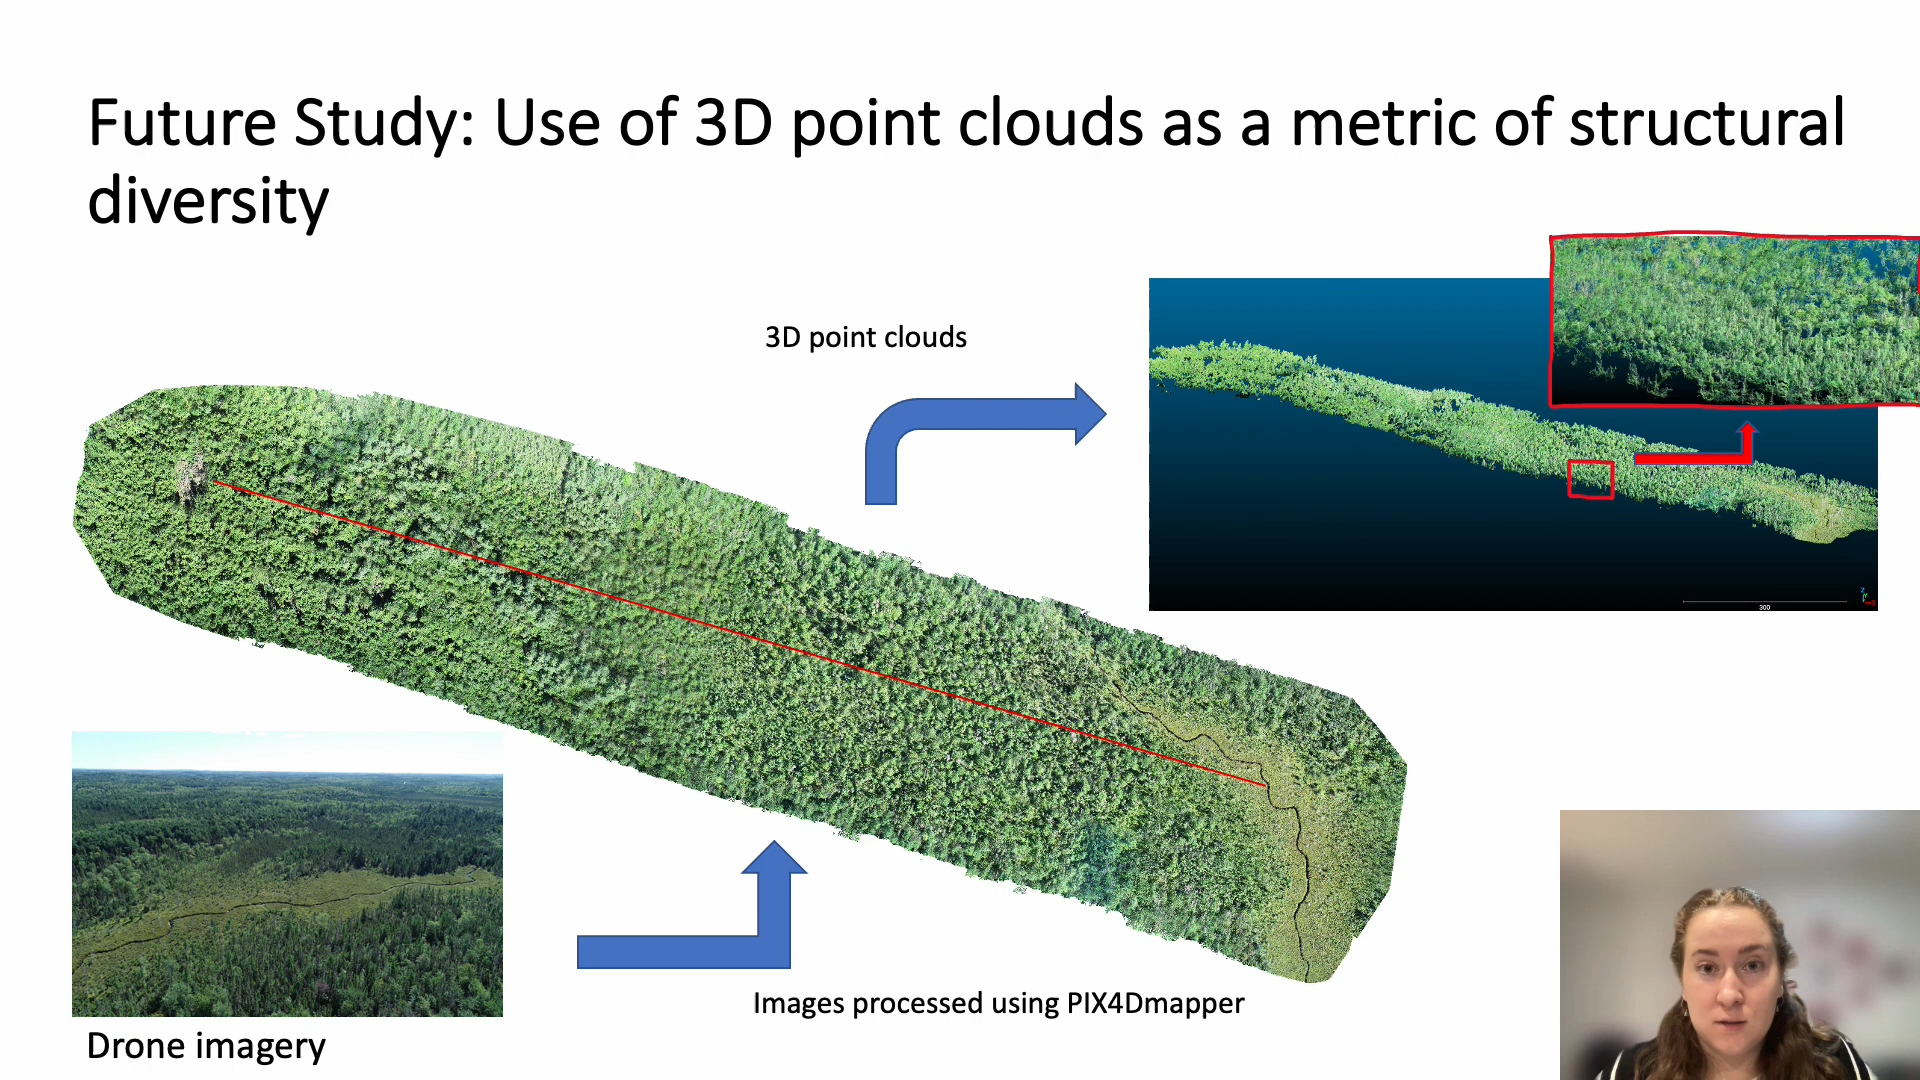 Future Study: Use of 3D point clouds as a metric of structural
diversity
3D point clouds
300
Images processed using PIX4Dmapper
Drone imagery